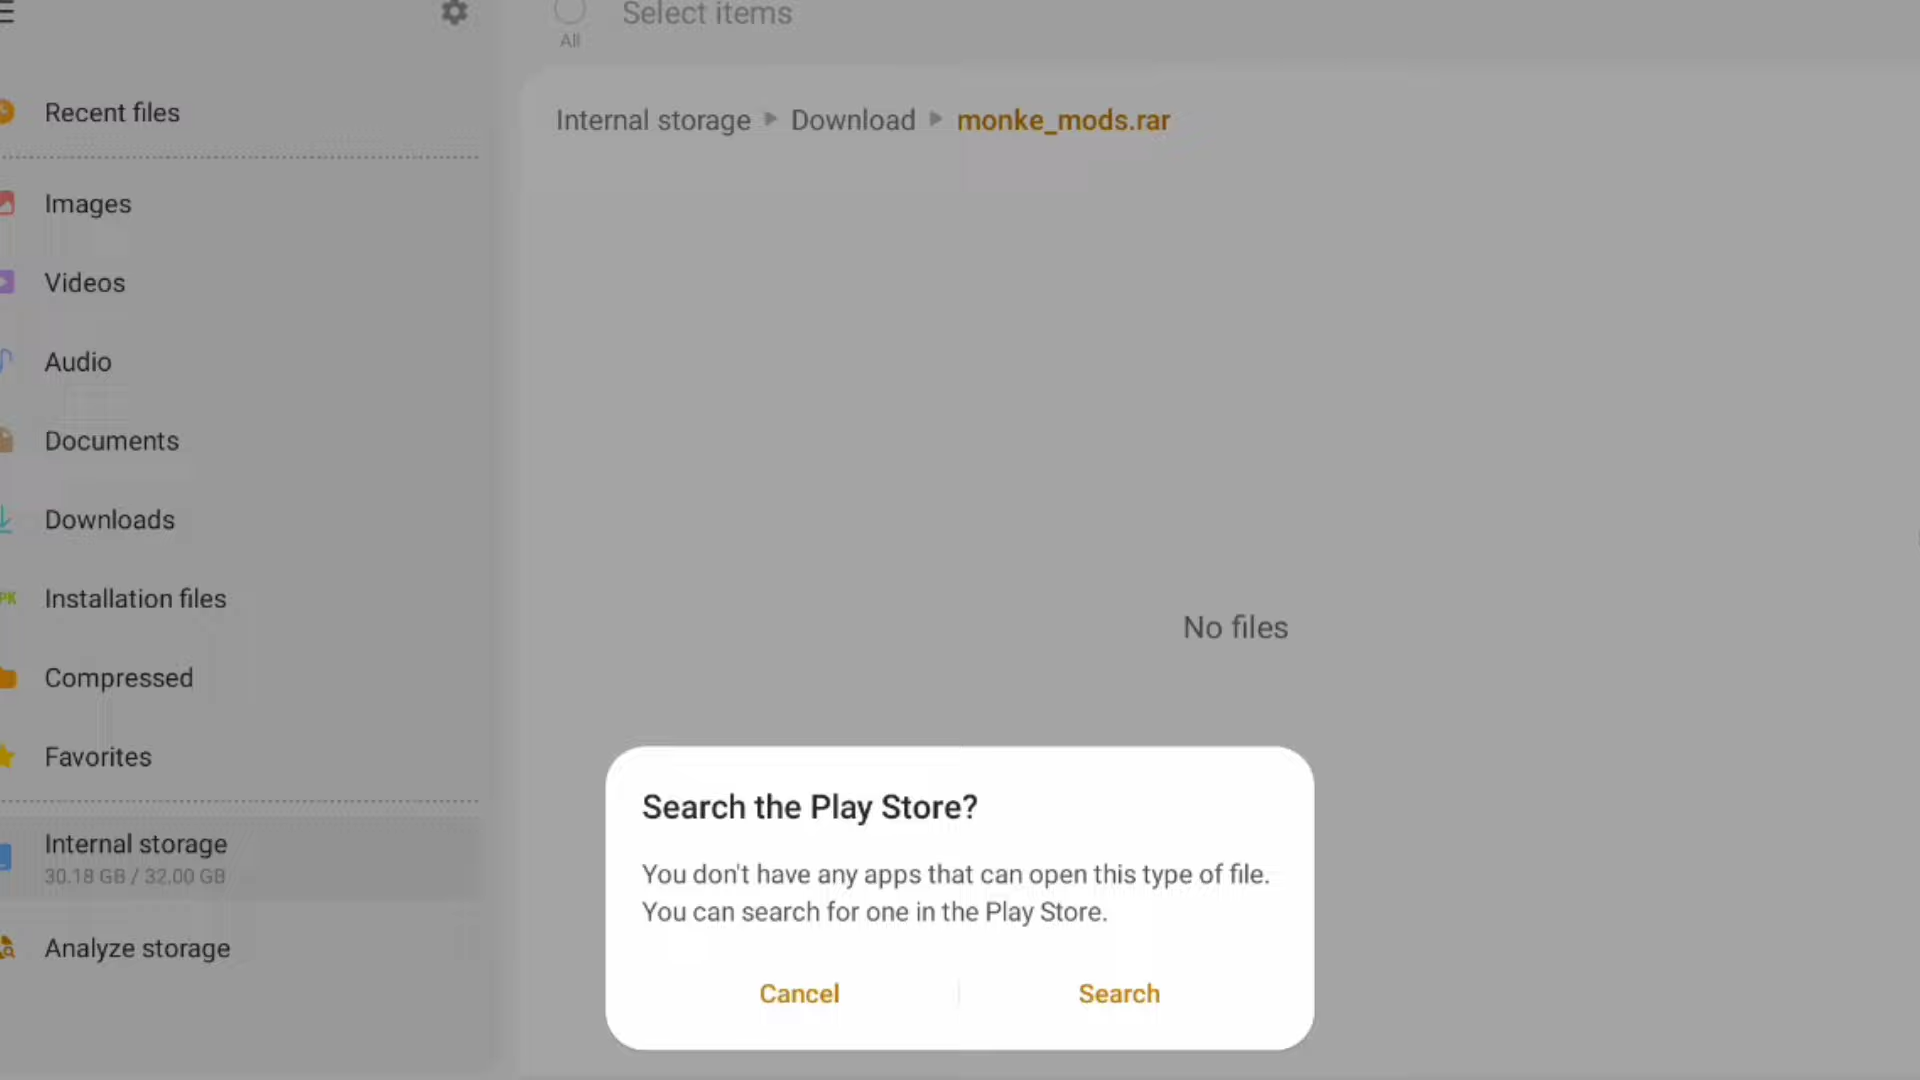 Select items
All
Recent files
Internal storage Download monke_mods.rar
Images
Videos
Audio
Documents
Downloads
Installation files
No files
Compressed
Favorites
Search the Play Store?
You don't have any apps that can open this type of file.
You can search for one in the Play Store.
Cancel Search
Internal storage
30.18 GB / 32.00 GB
Analyze storage